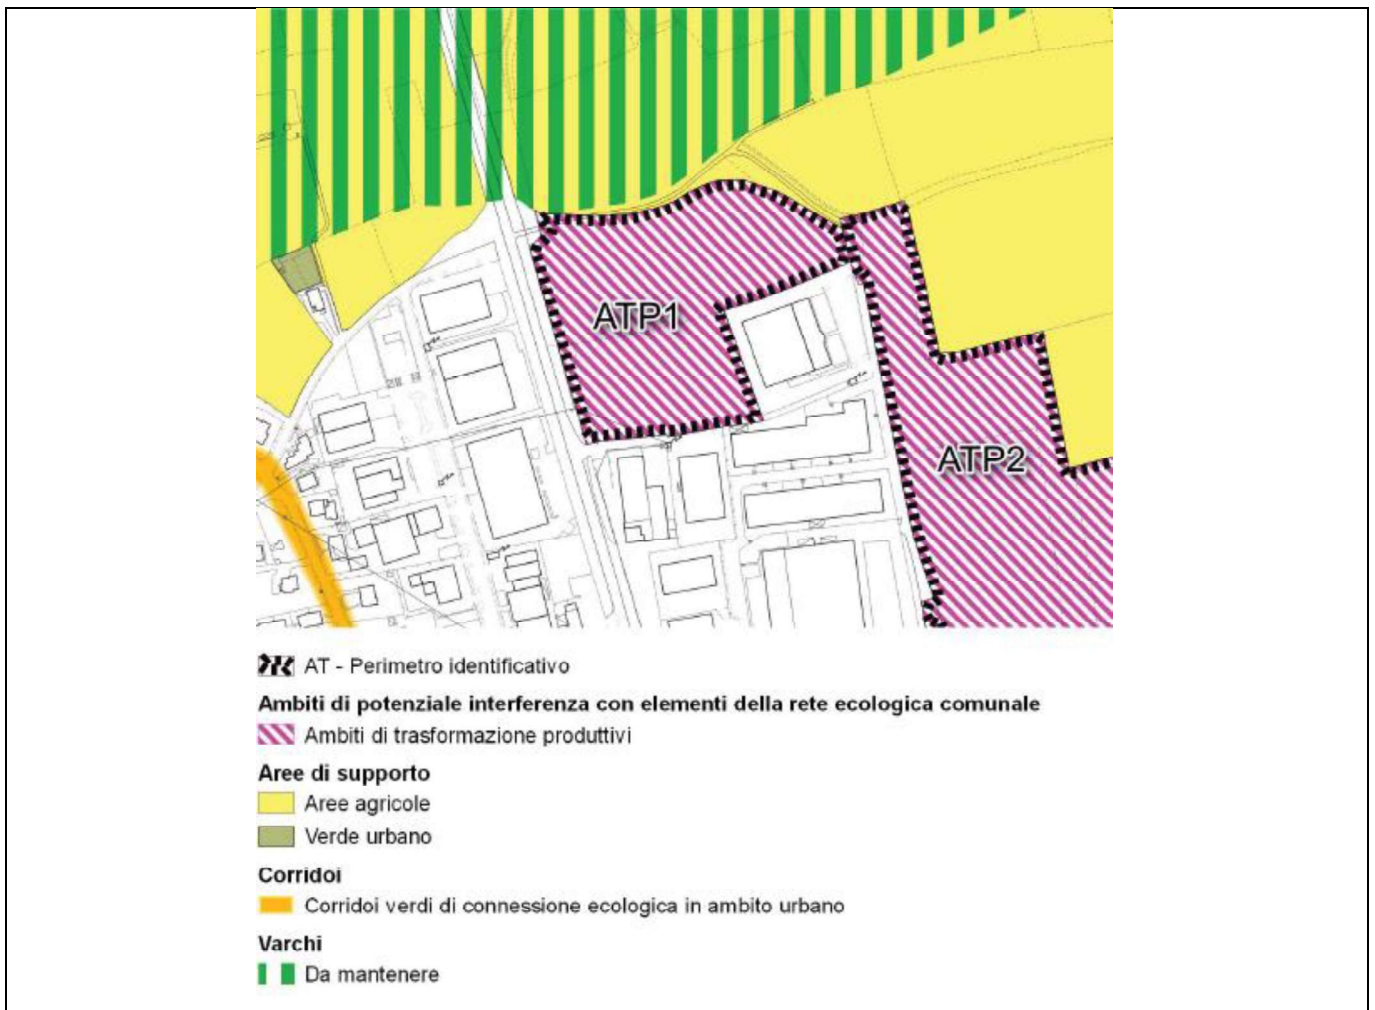 ATP1
ATP2
AT - Perimetro identificativo
Ambiti di potenziale interferenza con elementi della rete ecologica comunale
Ambiti di trasformazione produttivi
Aree di supporto
Aree agricole
Verde urbano
Corridoi
Corridoi verdi di connessione ecologica in ambito urbano
Varchi
Da mantenere